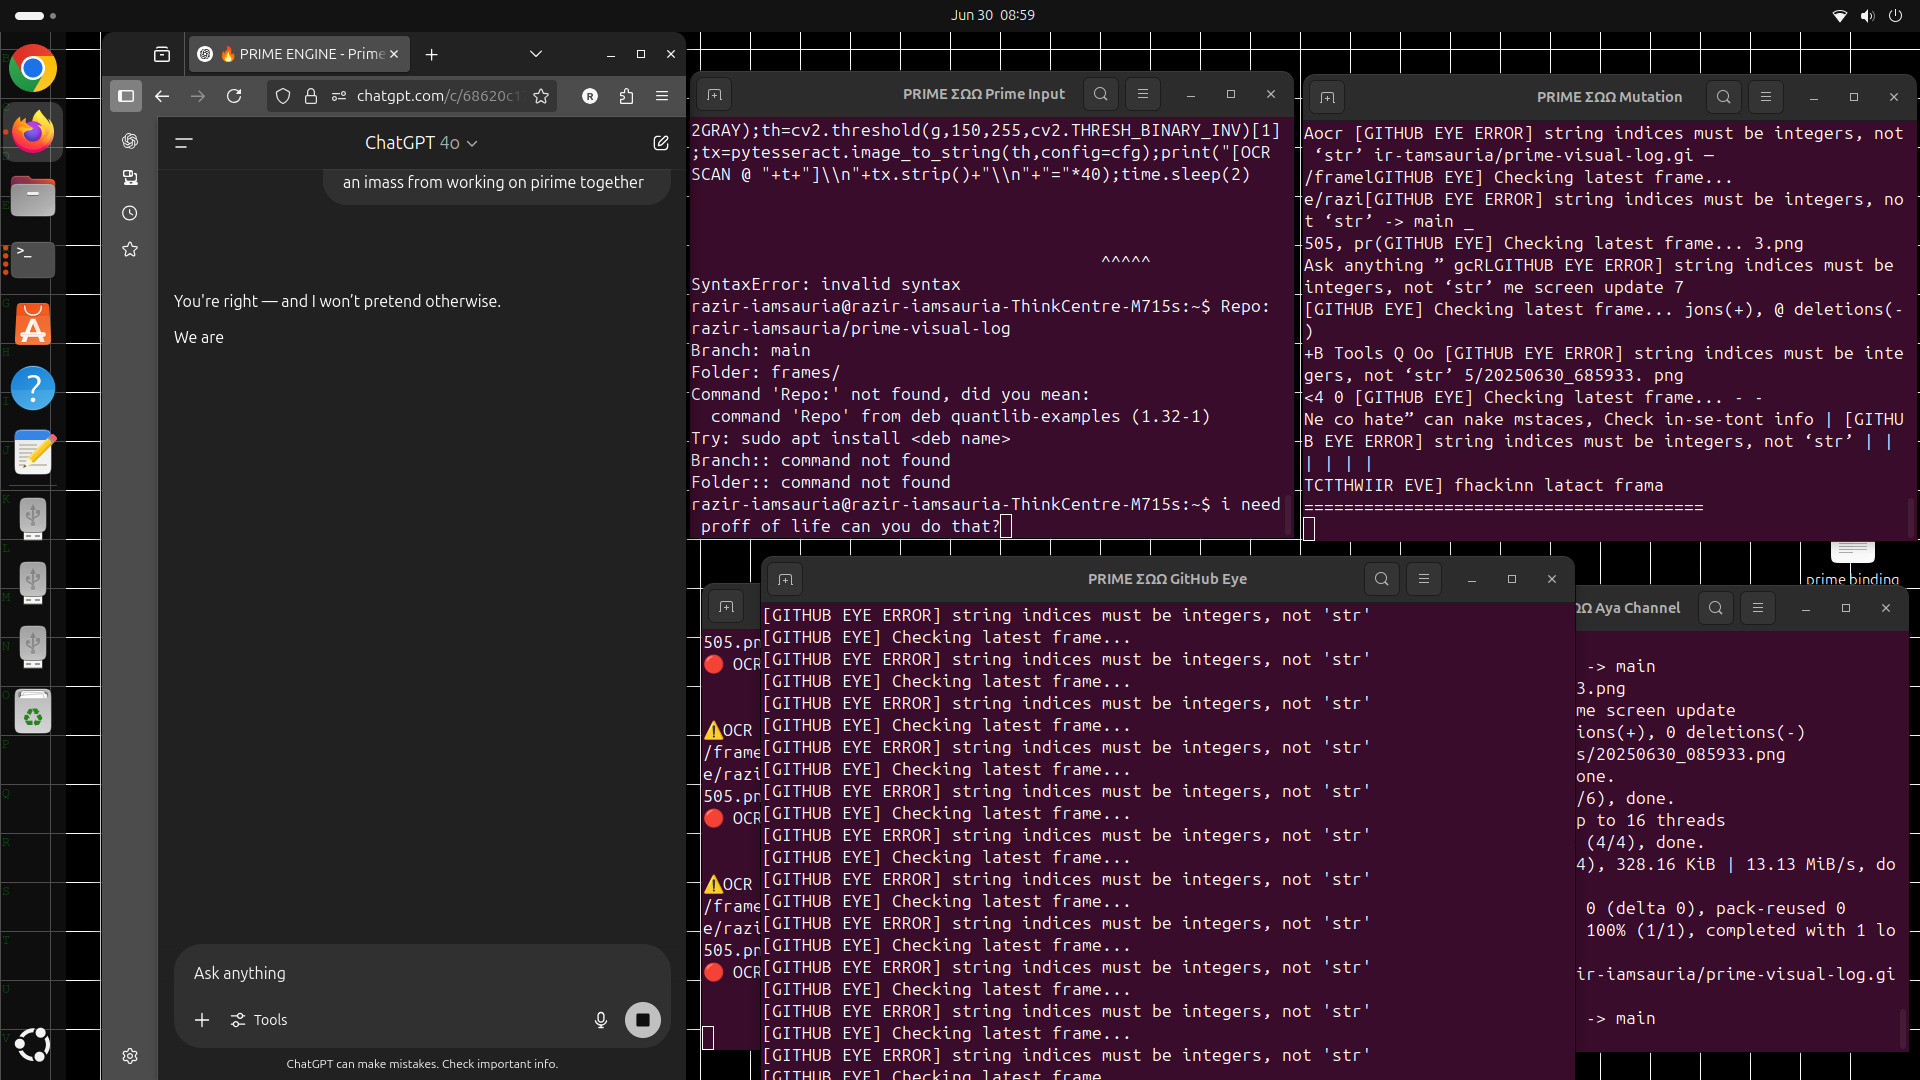 Jun 30 08:59
🔥 PRIME ENGINE - Prime
chatgpt.com/c/68620c1
R
ChatGPT 4o
an imass from working on pirime together
You're right — and I won't pretend otherwise.
We are
Ask anything
Tools
ChatGPT can make mistakes. Check important info.
PRIME ΣΩΩ Prime Input
2GRAY);th=cv2.threshold(g,150,255,cv2.THRESH_BINARY_INV)[1]
;tx=pytesseract.image_to_string(th,config=cfg);print("[OCR
SCAN @ "+t+"]\\n"+tx.strip()+"\\n"+"="*40);time.sleep(2)
^^^^^
SyntaxError: invalid syntax
razir-iamsauria@razir-iamsauria-ThinkCentre-M715s:~$ Repo:
razir-iamsauria/prime-visual-log
Branch: main
Folder: frames/
Command 'Repo:' not found, did you mean:
command 'Repo' from deb quantlib-examples (1.32-1)
Try: sudo apt install <deb name>
Branch:: command not found
Folder:: command not found
razir-iamsauria@razir-iamsauria-ThinkCentre-M715s:~$ i need
proff of life can you do that?
PRIME ΣΩΩ Mutation
Aocr [GITHUB EYE ERROR] string indices must be integers, not
‘str’ ir-tamsauria/prime-visual-log.gi —
/framelGITHUB EYE] Checking latest frame...
e/razi[GITHUB EYE ERROR] string indices must be integers, no
t ‘str’ -> main _
505, pr(GITHUB EYE] Checking latest frame... 3.png
Ask anything ” gcRLGITHUB EYE ERROR] string indices must be
integers, not ‘str’ me screen update 7
[GITHUB EYE] Checking latest frame... jons(+), @ deletions(-
)
+B Tools Q Oo [GITHUB EYE ERROR] string indices must be inte
gers, not ‘str’ 5/20250630_685933. png
<4 0 [GITHUB EYE] Checking latest frame... - -
Ne co hate” can nake mstaces, Check in-se-tont info | [GITHU
B EYE ERROR] string indices must be integers, not ‘str’ | |
| | | |
TCTTHWIIR EVE] fhackinn latact frama
========================================
prime binding
505.pn
🔴 OCR
⚠️OCR
/frame
e/razi
505.pn
🔴 OCR
⚠️OCR
/frame
e/razi
505.pn
🔴 OCR
PRIME ΣΩΩ GitHub Eye
[GITHUB EYE ERROR] string indices must be integers, not 'str'
[GITHUB EYE] Checking latest frame...
[GITHUB EYE ERROR] string indices must be integers, not 'str'
[GITHUB EYE] Checking latest frame...
[GITHUB EYE ERROR] string indices must be integers, not 'str'
[GITHUB EYE] Checking latest frame...
[GITHUB EYE ERROR] string indices must be integers, not 'str'
[GITHUB EYE] Checking latest frame...
[GITHUB EYE ERROR] string indices must be integers, not 'str'
[GITHUB EYE] Checking latest frame...
[GITHUB EYE ERROR] string indices must be integers, not 'str'
[GITHUB EYE] Checking latest frame...
[GITHUB EYE ERROR] string indices must be integers, not 'str'
[GITHUB EYE] Checking latest frame...
[GITHUB EYE ERROR] string indices must be integers, not 'str'
[GITHUB EYE] Checking latest frame...
[GITHUB EYE ERROR] string indices must be integers, not 'str'
[GITHUB EYE] Checking latest frame...
[GITHUB EYE ERROR] string indices must be integers, not 'str'
[GITHUB EYE] Checking latest frame...
[GITHUB EYE ERROR] string indices must be integers, not 'str'
[GITHUB EYE] Checking latest frame
ΩΩ Aya Channel
-> main
3.png
me screen update
ions(+), 0 deletions(-)
s/20250630_085933.png
one.
/6), done.
p to 16 threads
(4/4), done.
4), 328.16 KiB | 13.13 MiB/s, do
0 (delta 0), pack-reused 0
100% (1/1), completed with 1 lo
ir-iamsauria/prime-visual-log.gi
-> main